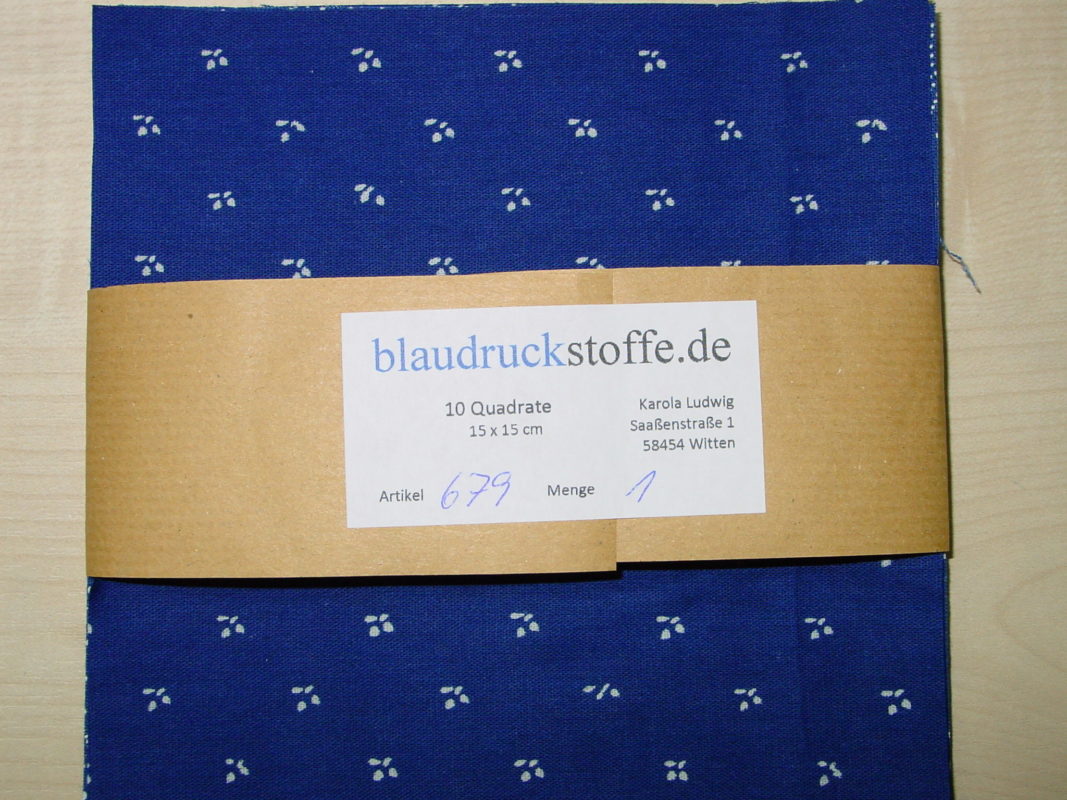 blaudruckstoffe.de
10 Quadrate
15 x 15 cm
Karola Ludwig
Saaßenstraße 1
58454 Witten
Artikel 679 Menge 1